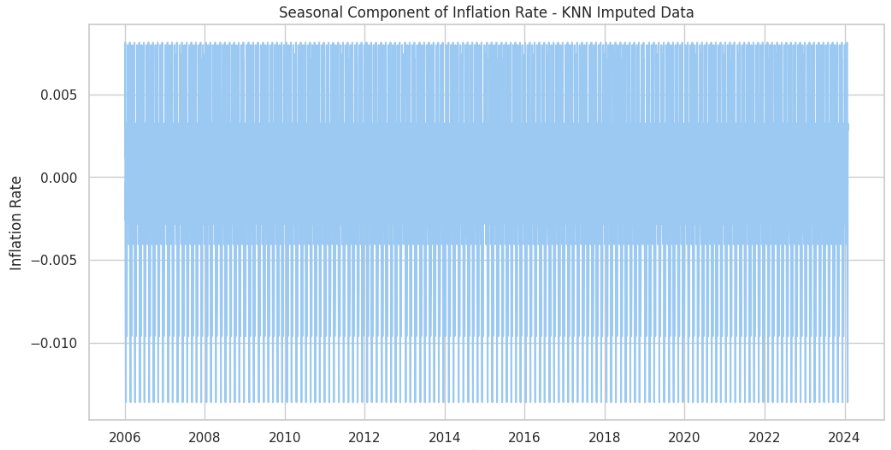 Seasonal Component of Inflation Rate - KNN Imputed Data
0.005
0.000
−0.005
−0.010
Inflation Rate
2006 2008 2010 2012 2014 2016 2018 2020 2022 2024